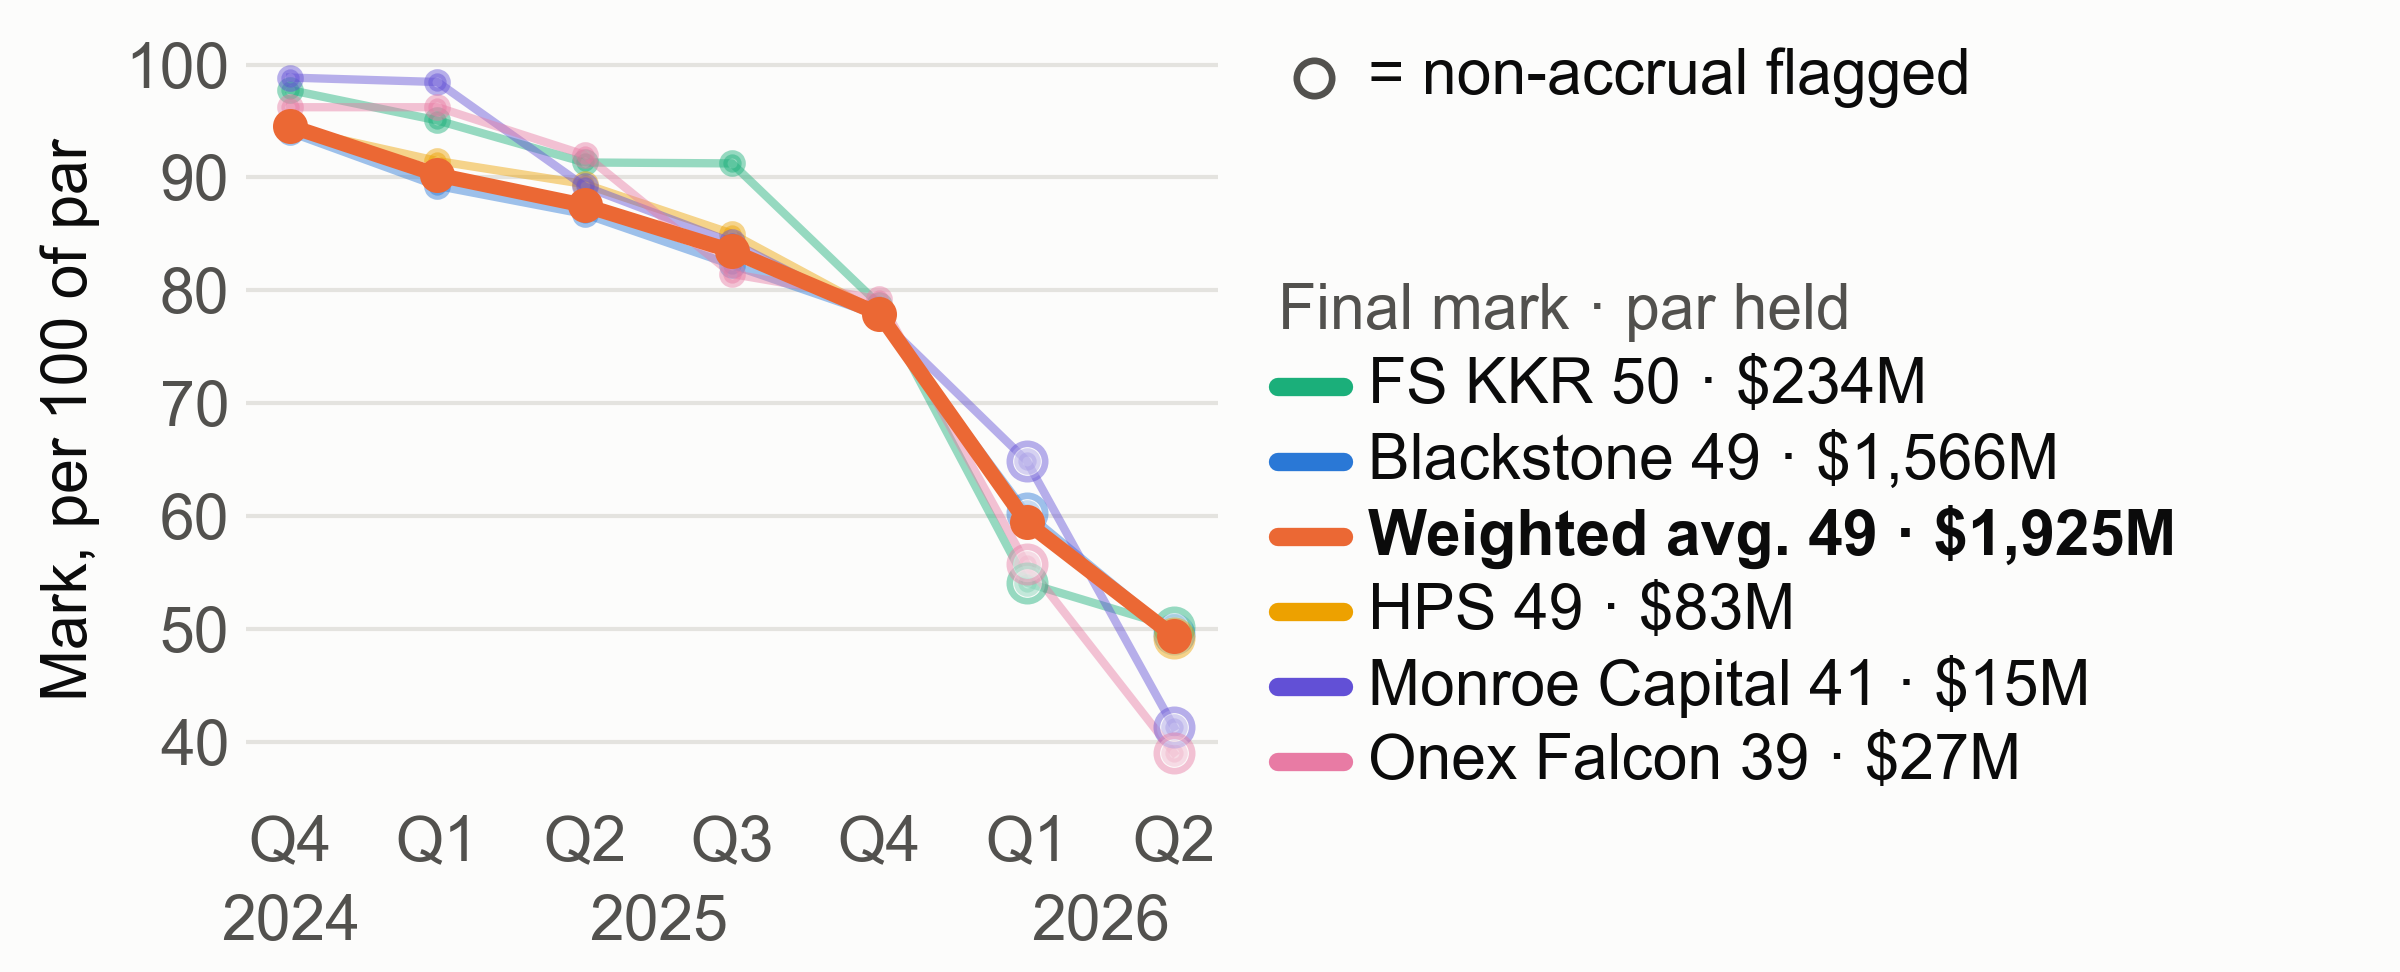 100
90
80
70
60
50
40
Mark, per 100 of par
Q4 Q1 Q2 Q3 Q4 Q1 Q2
2024 2025 2026
= non-accrual flagged
Final mark · par held
FS KKR 50 · $234M
Blackstone 49 · $1,566M
Weighted avg. 49 · $1,925M
HPS 49 · $83M
Monroe Capital 41 · $15M
Onex Falcon 39 · $27M